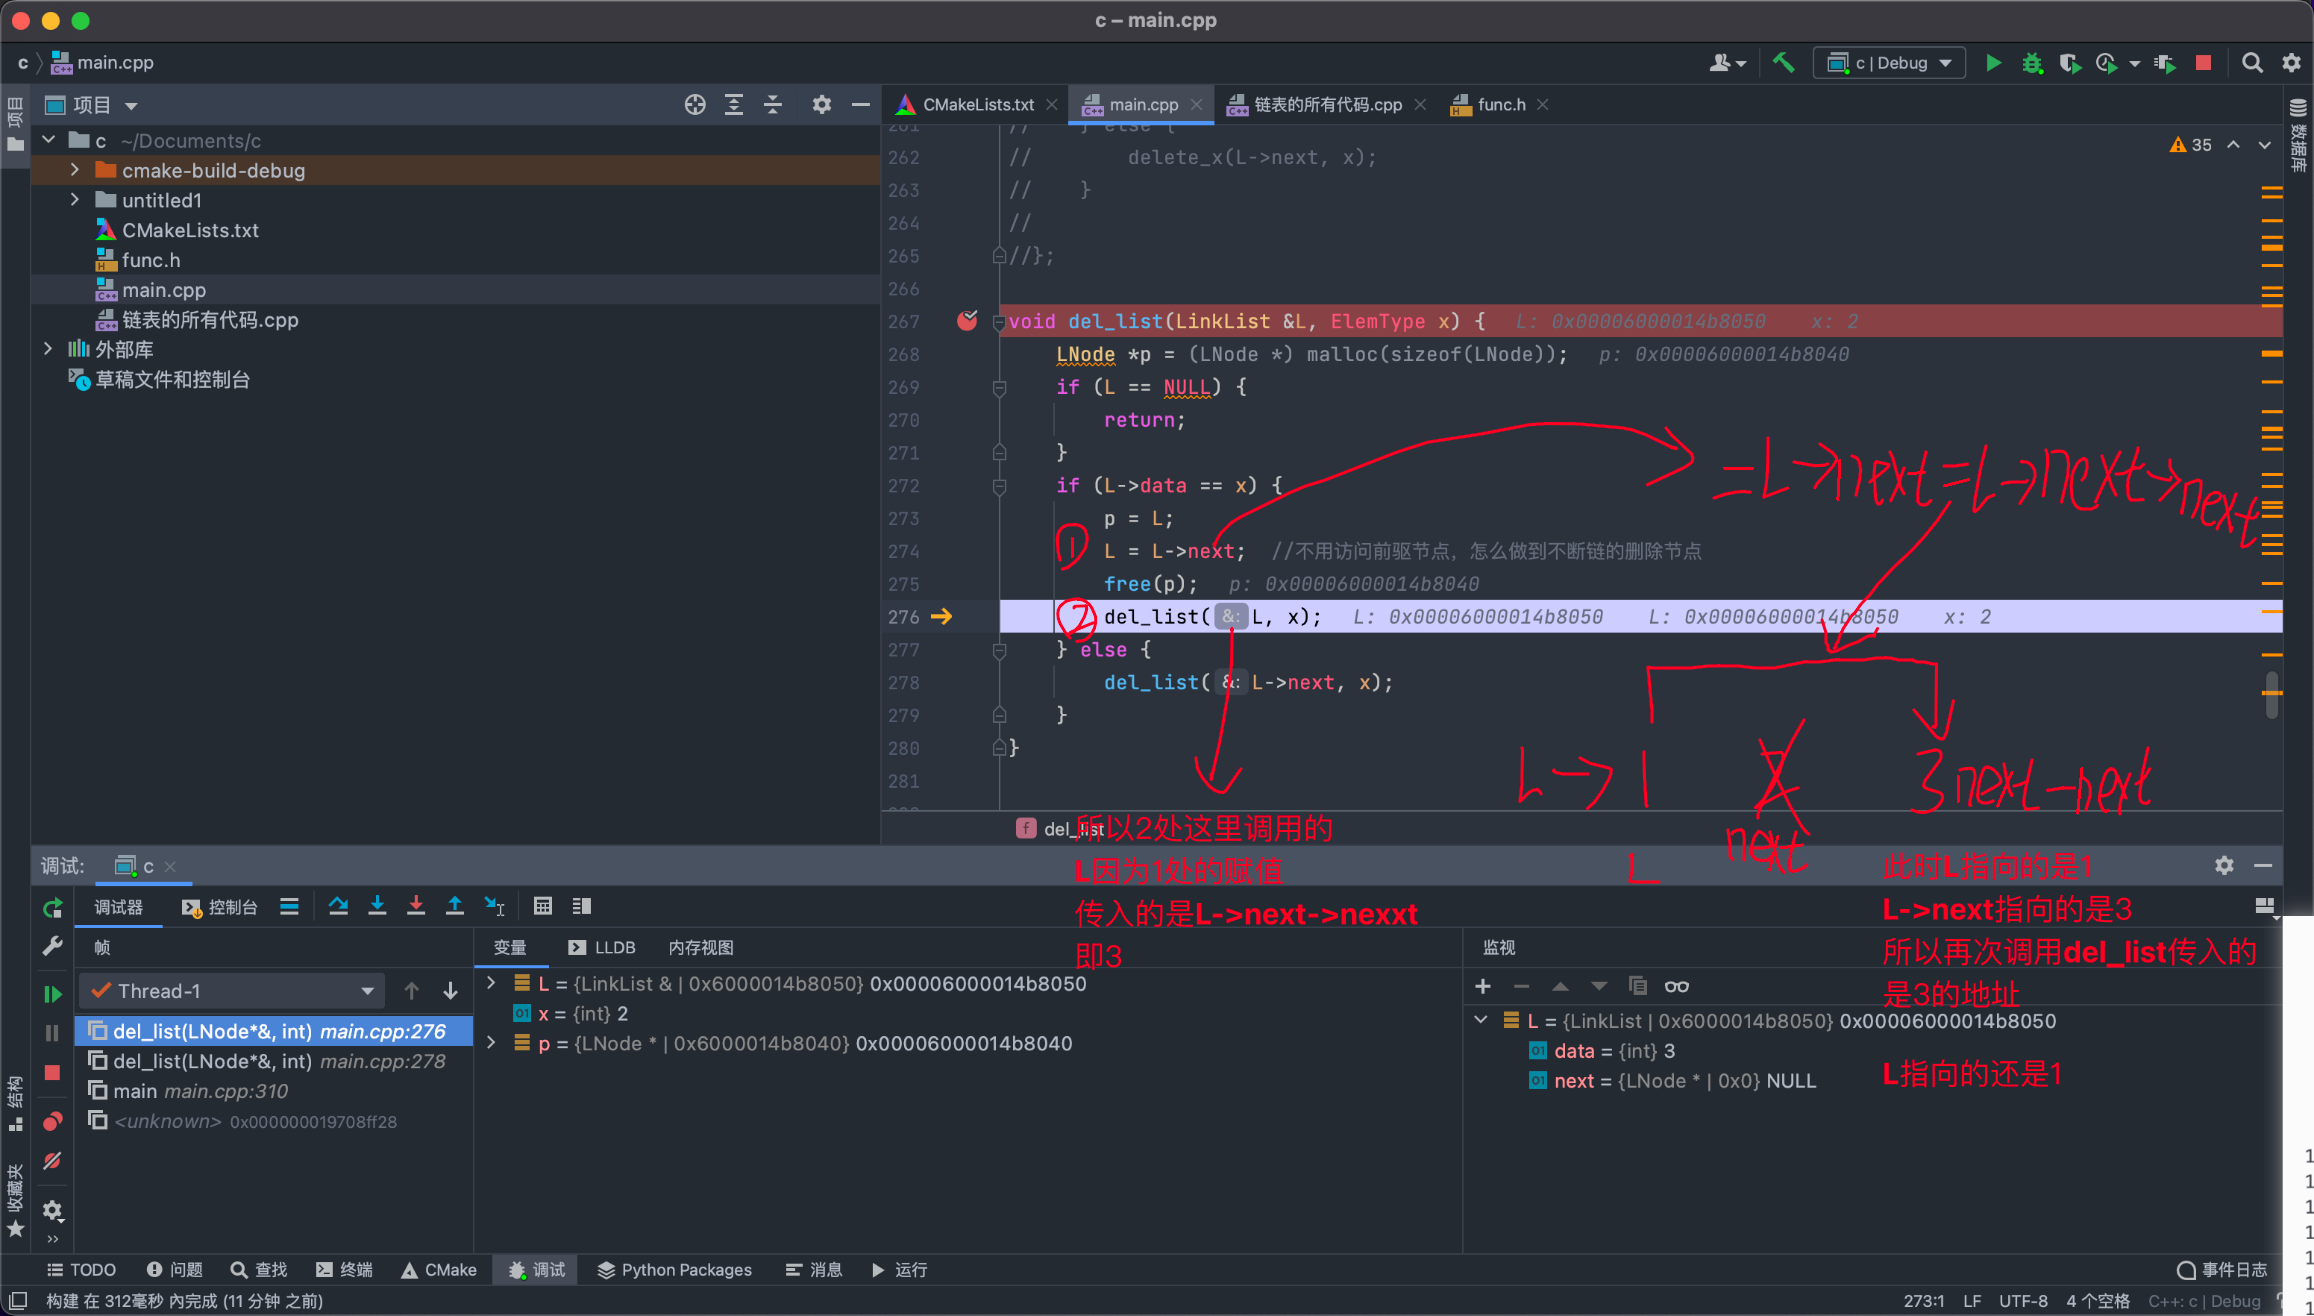 c – main.cpp
c 〉 main.cpp
c | Debug
项目
项目
CMakeLists.txt
main.cpp
链表的所有代码.cpp
func.h
数据库
c ~/Documents/c
cmake-build-debug
untitled1
CMakeLists.txt
func.h
main.cpp
链表的所有代码.cpp
外部库
草稿文件和控制台
35
261 // } else {
262 // delete_x(L->next, x);
263 // }
264 //
265 //};
266
267 void del_list(LinkList &L, ElemType x) { L: 0x00006000014b8050 x: 2
268 LNode *p = (LNode *) malloc(sizeof(LNode)); p: 0x00006000014b8040
269 if (L == NULL) {
270 return;
271 }
272 if (L->data == x) {
273 p = L;
274 L = L->next; //不用访问前驱节点，怎么做到不断链的删除节点
275 free(p); p: 0x00006000014b8040
276 del_list(&: L, x); L: 0x00006000014b8050 L: 0x00006000014b8050 x: 2
277 } else {
278 del_list(&: L->next, x);
279 }
280 }
281
①
②
=L→next=L→next→next
L→1 2 3next-next
next
L
del_list
所以2处这里调用的
L因为1处的赋值
传入的是L->next->nexxt
即3
此时L指向的是1
L->next指向的是3
所以再次调用del_list传入的
是3的地址
L指向的还是1
调试:
c
调试器
控制台
帧
变量
LLDB
内存视图
监视
Thread-1
del_list(LNode*&, int) main.cpp:276
del_list(LNode*&, int) main.cpp:278
main main.cpp:310
<unknown> 0x000000019708ff28
L = {LinkList & | 0x6000014b8050} 0x00006000014b8050
x = {int} 2
p = {LNode * | 0x6000014b8040} 0x00006000014b8040
L = {LinkList | 0x6000014b8050} 0x00006000014b8050
data = {int} 3
next = {LNode * | 0x0} NULL
结构
收藏夹
TODO
问题
查找
终端
CMake
调试
Python Packages
消息
运行
事件日志
构建 在 312毫秒 內完成 (11 分钟 之前)
273:1 LF UTF-8 4 个空格 C++: c | Debug